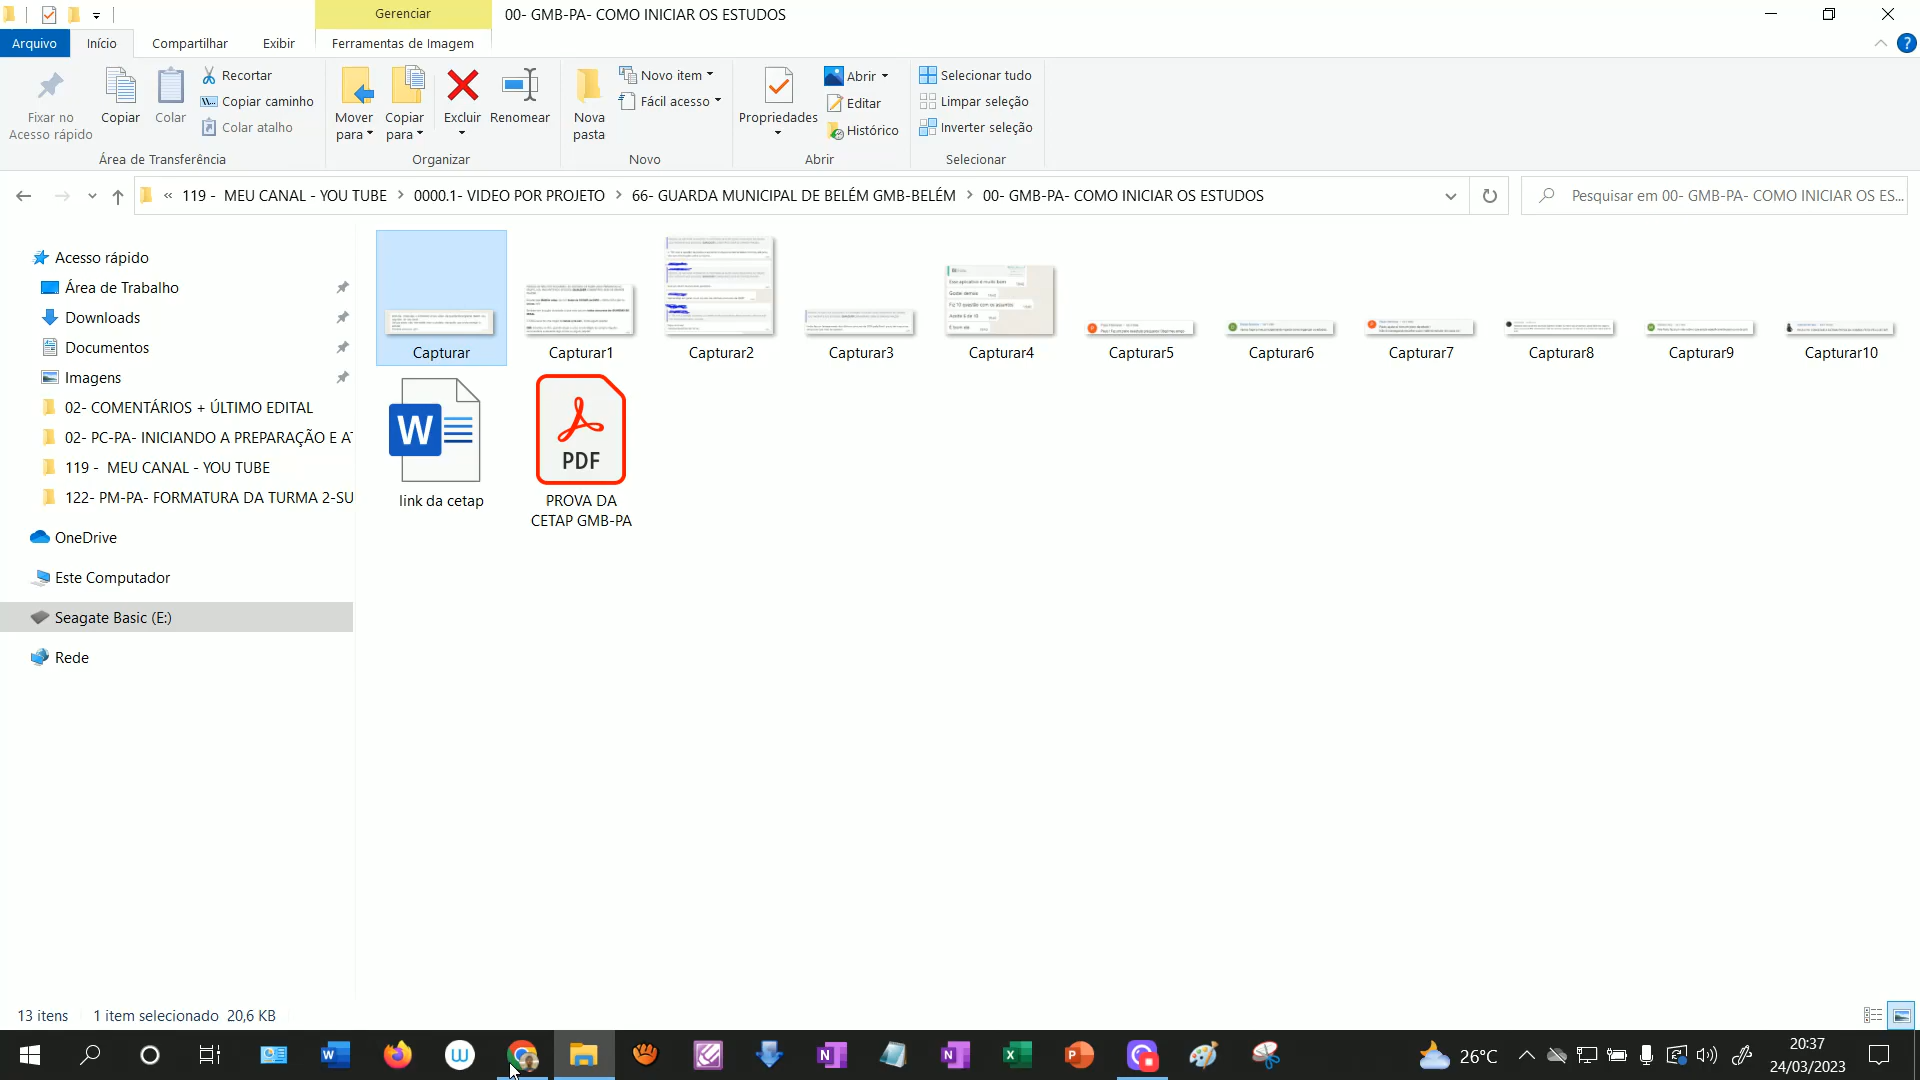 Gerenciar
00- GMB-PA- COMO INICIAR OS ESTUDOS
Arquivo
Início
Compartilhar
Exibir
Ferramentas de Imagem
Fixar no
Acesso rápido
Copiar
Colar
Recortar
Copiar caminho
Colar atalho
Área de Transferência
Mover
para
Copiar
para
Excluir
Renomear
Organizar
Nova
pasta
Novo item
Fácil acesso
Novo
Propriedades
Abrir
Editar
Histórico
Abrir
Selecionar tudo
Limpar seleção
Inverter seleção
Selecionar
« 119 - MEU CANAL - YOU TUBE > 0000.1- VIDEO POR PROJETO > 66- GUARDA MUNICIPAL DE BELÉM GMB-BELÉM > 00- GMB-PA- COMO INICIAR OS ESTUDOS
Pesquisar em 00- GMB-PA- COMO INICIAR OS ES...
Acesso rápido
Área de Trabalho
Downloads
Documentos
Imagens
02- COMENTÁRIOS + ÚLTIMO EDITAL
02- PC-PA- INICIANDO A PREPARAÇÃO E AT
119 - MEU CANAL - YOU TUBE
122- PM-PA- FORMATURA DA TURMA 2-SU
OneDrive
Este Computador
Seagate Basic (E:)
Rede
Capturar
Capturar1
Capturar2
Capturar3
Capturar4
Capturar5
Capturar6
Capturar7
Capturar8
Capturar9
Capturar10
W
link da cetap
PDF
PROVA DA
CETAP GMB-PA
13 itens
1 item selecionado 20,6 KB
26°C
20:37
24/03/2023